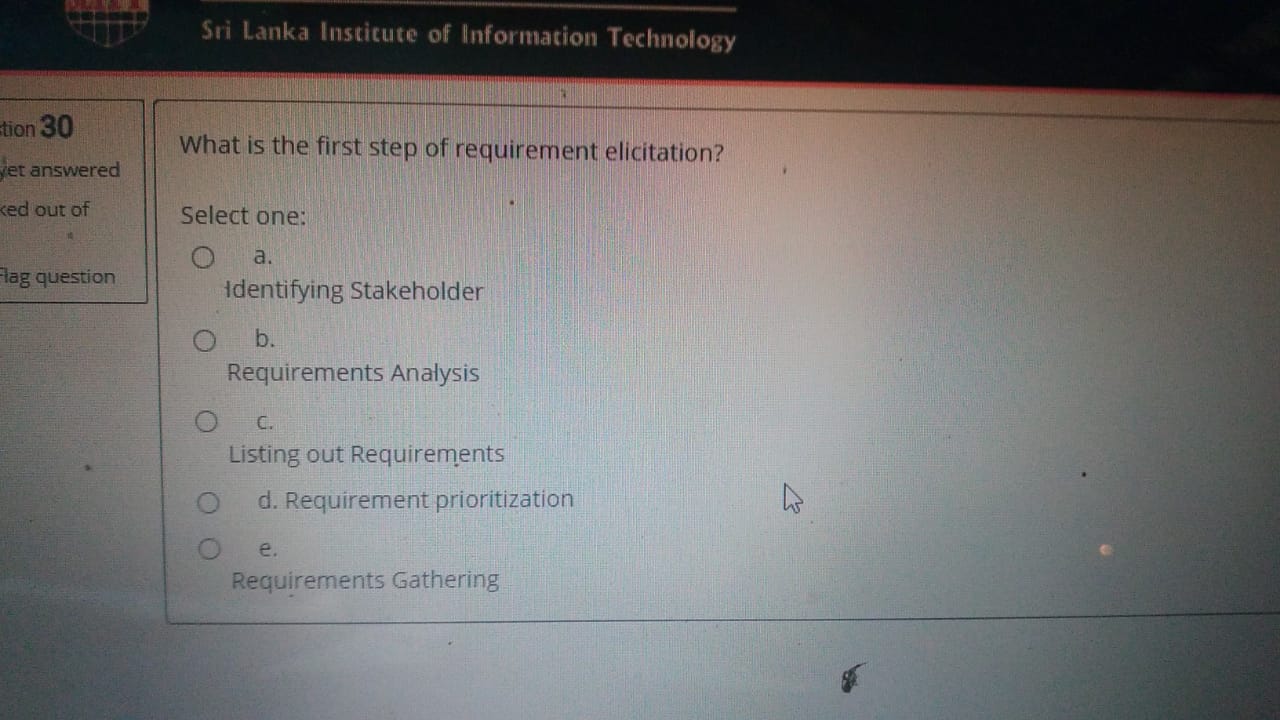 Sri Lanka Institute of Information Technology
tion 30
yet answered
ked out of
Flag question
What is the first step of requirement elicitation?
Select one:
a.
Identifying Stakeholder
b.
Requirements Analysis
c.
Listing out Requirements
d. Requirement prioritization
e.
Requirements Gathering